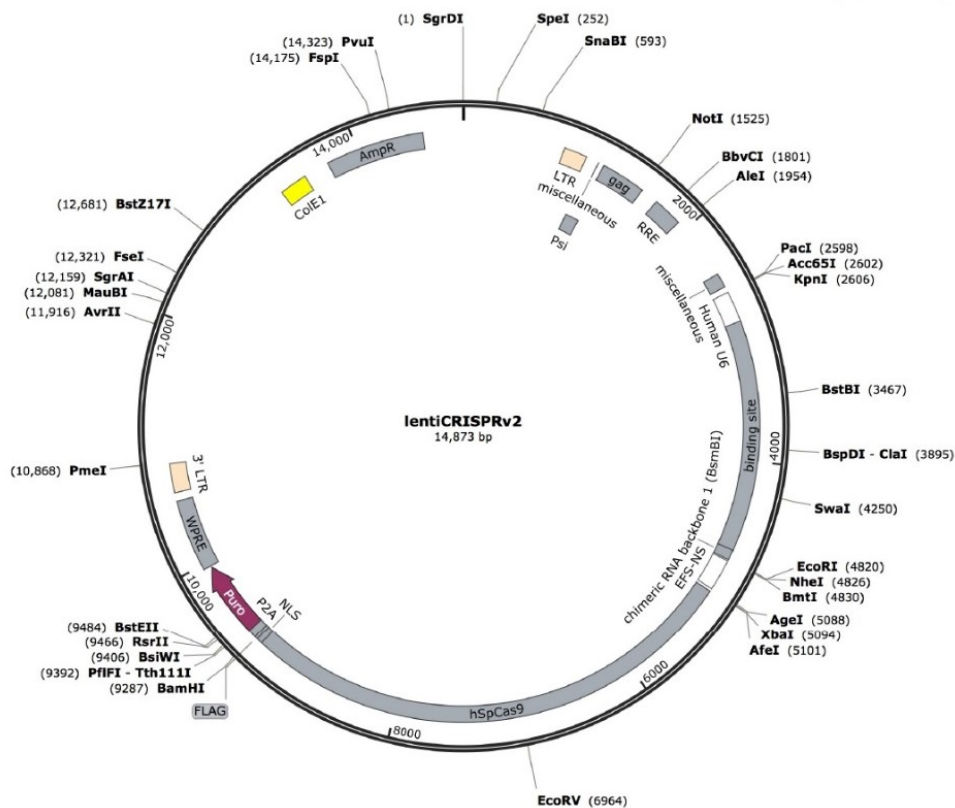 (1) SgrDI
SpeI (252)
SnaBI (593)
NotI (1525)
BbvCI (1801)
AleI (1954)
2000
PacI (2598)
Acc65I (2602)
KpnI (2606)
BstBI (3467)
4000
BspDI - ClaI (3895)
SwaI (4250)
EcoRI (4820)
NheI (4826)
BmtI (4830)
AgeI (5088)
XbaI (5094)
AfeI (5101)
6000
EcoRV (6964)
8000
(9287) BamHI
(9392) PflFI - Tth111I
(9406) BsiWI
(9466) RsrII
(9484) BstEII
10,000
(10,868) PmeI
(11,916) AvrII
12,000
(12,081) MauBI
(12,159) SgrAI
(12,321) FseI
(12,681) BstZ17I
14,000
(14,175) FspI
(14,323) PvuI
LTR
miscellaneous
Psi
gag
RRE
miscellaneous
Human U6
binding site
chimeric RNA backbone 1 (BsmBI)
EFS-NS
hSpCas9
NLS
FLAG
P2A
Puro
WPRE
3' LTR
ColE1
AmpR
lentiCRISPRv2
14,873 bp